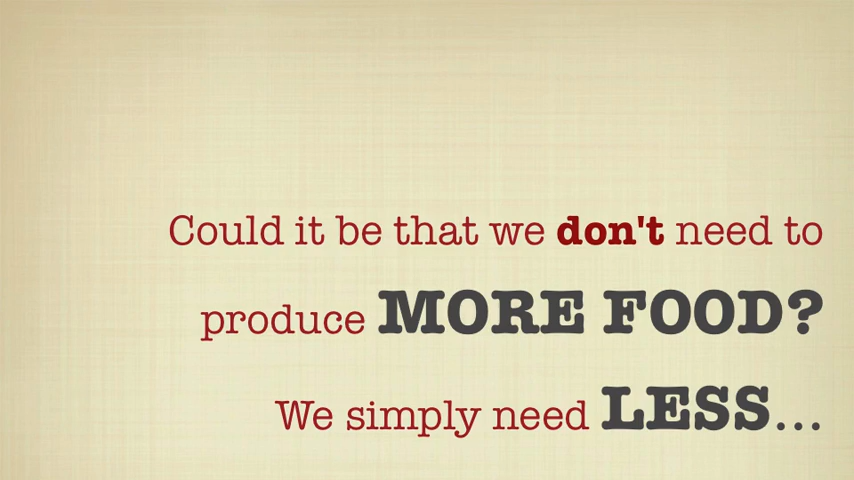 Could it be that we don't need to
produce MORE FOOD?
We simply need LESS...